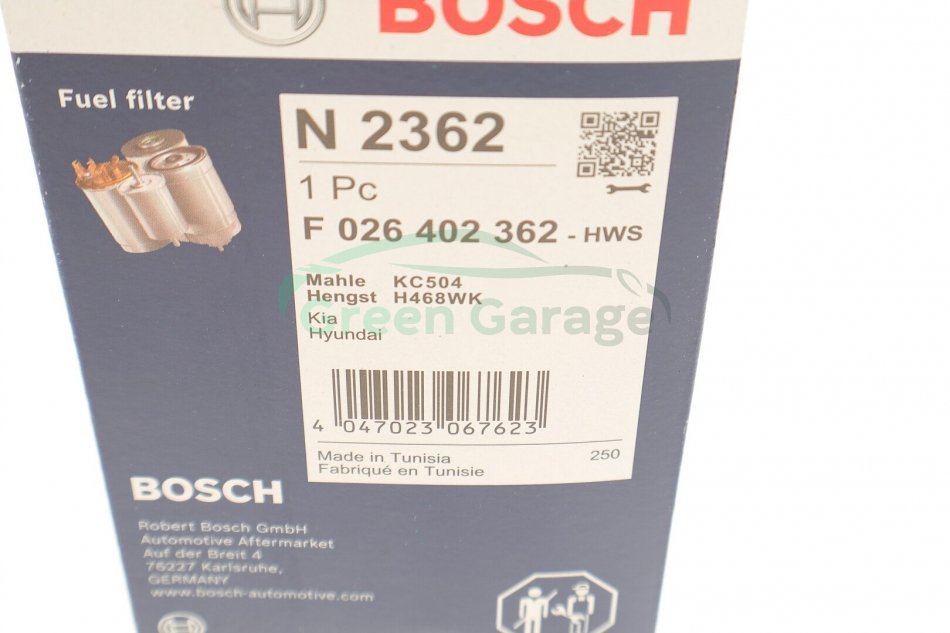 BOSCH
Fuel filter
N 2362
1 Pc
F 026 402 362 - HWS
Mahle KC504
Hengst H468WK
Kia
Hyundai
Green Garage
4 047023 067623
Made in Tunisia 250
Fabriqué en Tunisie
BOSCH
Robert Bosch GmbH
Automotive Aftermarket
Auf der Breit 4
76227 Karlsruhe,
GERMANY
www.bosch-automotive.com